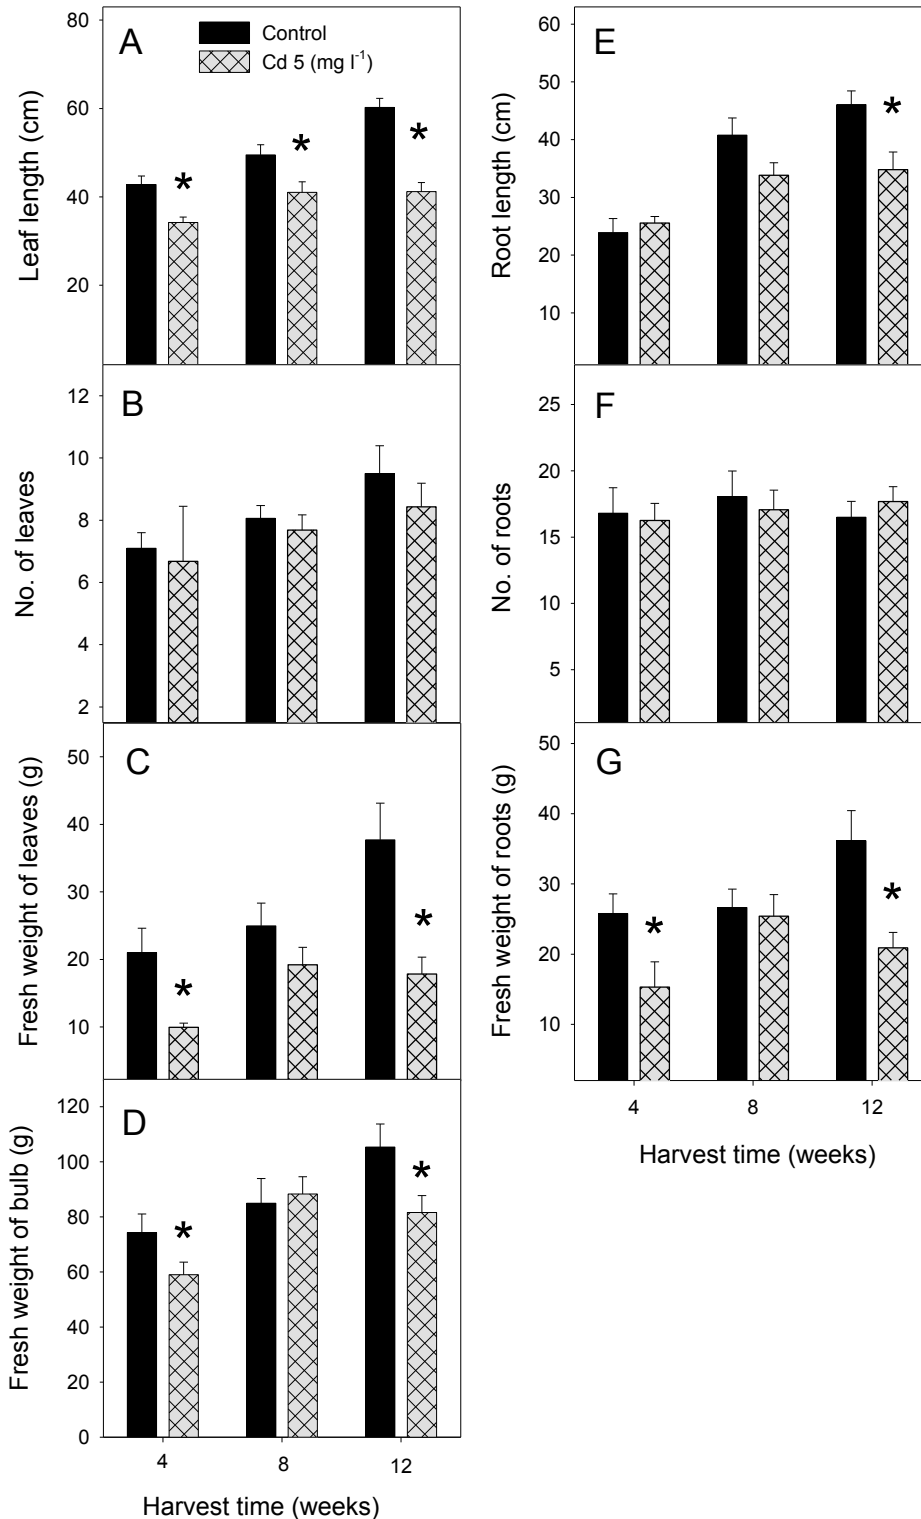 A
Control
Cd 5 (mg l⁻¹)
Leaf length (cm)
60
40
20
*
*
*
B
No. of leaves
12
10
8
6
4
2
C
Fresh weight of leaves (g)
50
40
30
20
10
*
*
D
Fresh weight of bulb (g)
120
100
80
60
40
20
0
*
*
4
8
12
Harvest time (weeks)
E
Root length (cm)
60
50
40
30
20
10
*
F
No. of roots
25
20
15
10
5
G
Fresh weight of roots (g)
50
40
30
20
10
*
*
4
8
12
Harvest time (weeks)